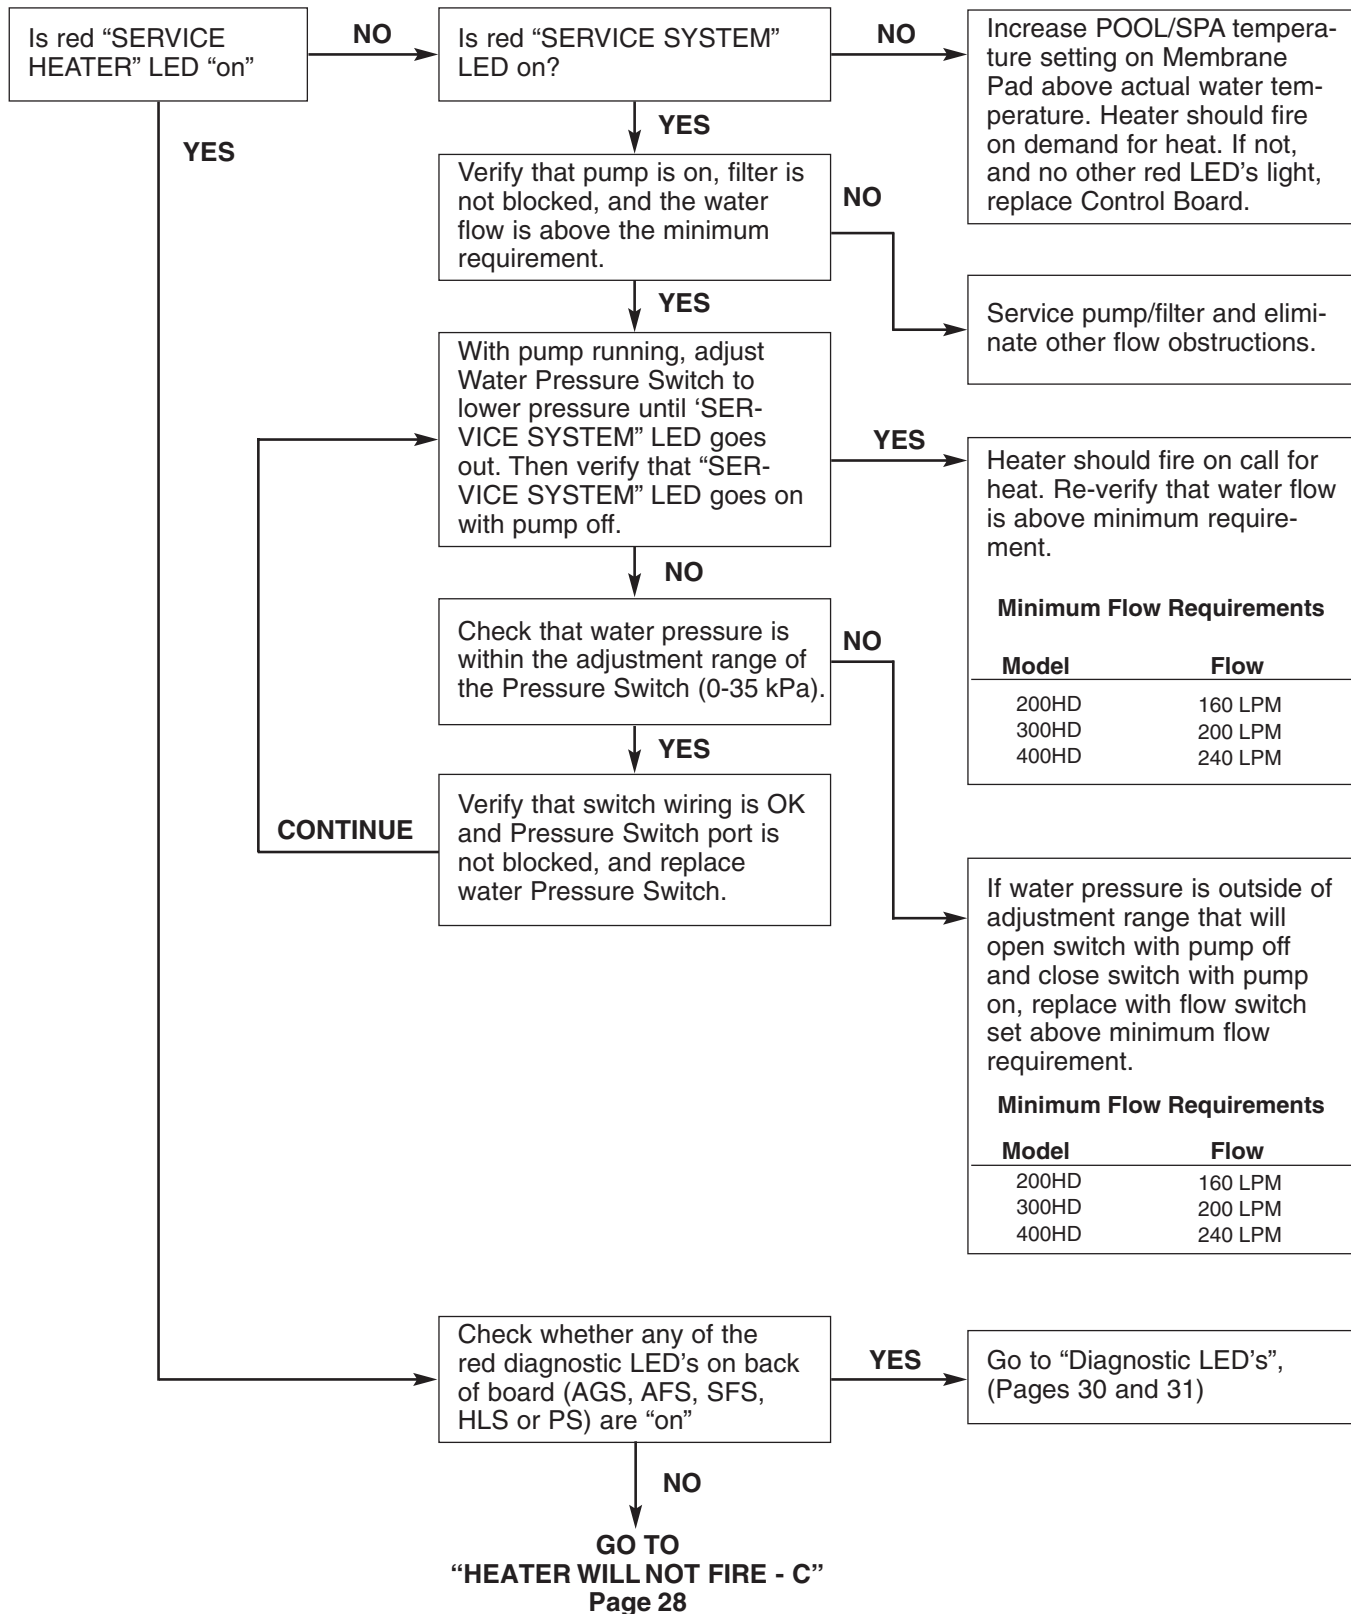 Is red “SERVICE
HEATER” LED “on”
NO
Is red “SERVICE SYSTEM”
LED on?
NO
Increase POOL/SPA tempera-
ture setting on Membrane
Pad above actual water tem-
perature. Heater should fire
on demand for heat. If not,
and no other red LED’s light,
replace Control Board.
YES
YES
Verify that pump is on, filter is
not blocked, and the water
flow is above the minimum
requirement.
NO
Service pump/filter and elimi-
nate other flow obstructions.
YES
With pump running, adjust
Water Pressure Switch to
lower pressure until ‘SER-
VICE SYSTEM” LED goes
out. Then verify that “SER-
VICE SYSTEM” LED goes on
with pump off.
YES
Heater should fire on call for
heat. Re-verify that water flow
is above minimum require-
ment.
Minimum Flow Requirements
Model Flow
200HD 160 LPM
300HD 200 LPM
400HD 240 LPM
NO
Check that water pressure is
within the adjustment range of
the Pressure Switch (0-35 kPa).
NO
YES
Verify that switch wiring is OK
and Pressure Switch port is
not blocked, and replace
water Pressure Switch.
CONTINUE
If water pressure is outside of
adjustment range that will
open switch with pump off
and close switch with pump
on, replace with flow switch
set above minimum flow
requirement.
Minimum Flow Requirements
Model Flow
200HD 160 LPM
300HD 200 LPM
400HD 240 LPM
Check whether any of the
red diagnostic LED’s on back
of board (AGS, AFS, SFS,
HLS or PS) are “on”
YES
Go to “Diagnostic LED’s”,
(Pages 30 and 31)
NO
GO TO
“HEATER WILL NOT FIRE - C”
Page 28